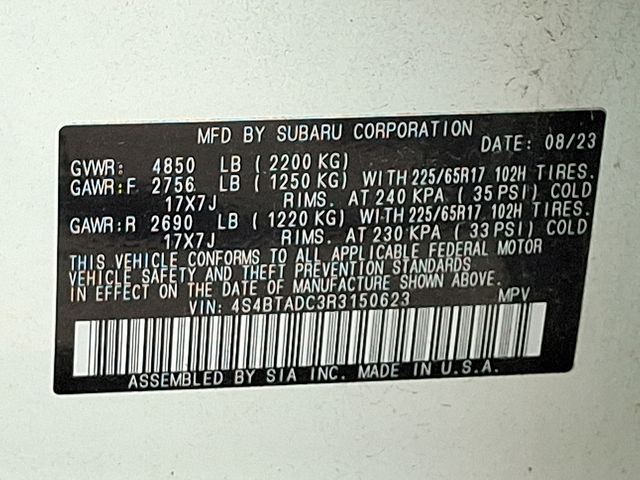 MFD BY SUBARU CORPORATION DATE: 08/23
GVWR: 4850 LB (2200 KG)
GAWR:F 2756 LB (1250 KG) WITH 225/65R17 102H TIRES.
17X7J RIMS. AT 240 KPA (35 PSI) COLD
GAWR:R 2690 LB (1220 KG) WITH 225/65R17 102H TIRES.
17X7J RIMS. AT 230 KPA (33 PSI) COLD
THIS VEHICLE CONFORMS TO ALL APPLICABLE FEDERAL MOTOR
VEHICLE SAFETY AND THEFT PREVENTION STANDARDS
IN EFFECT ON THE DATE OF MANUFACTURE SHOWN ABOVE.
VIN: 4S4BTADC3R3150623 MPV
ASSEMBLED BY SIA INC. MADE IN U.S.A.